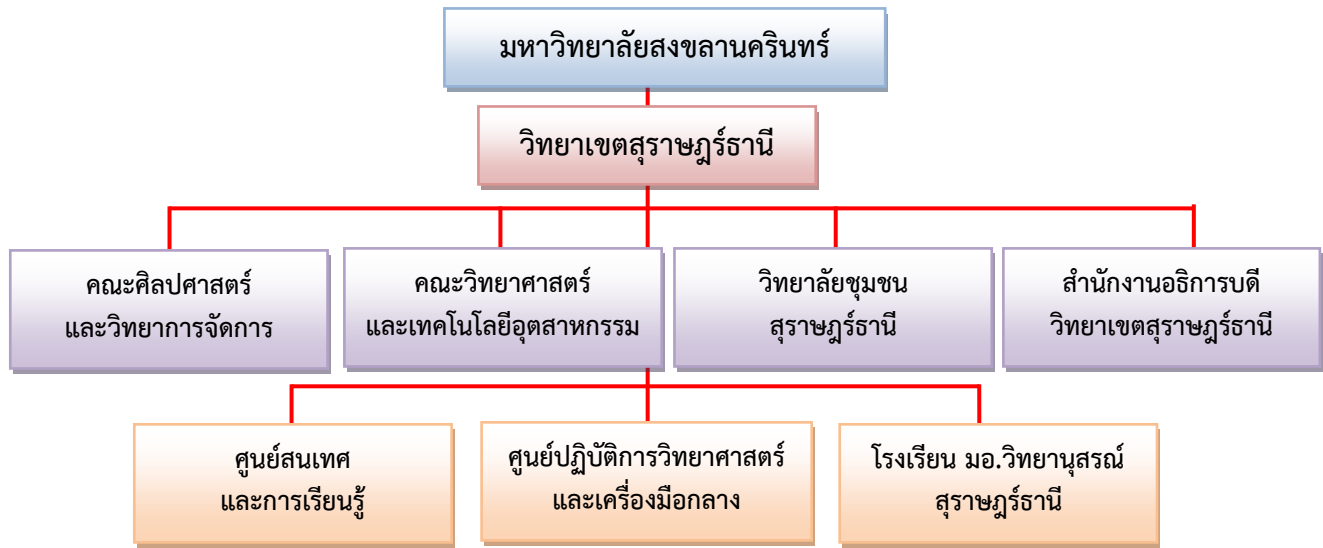 มหาวิทยาลัยสงขลานครินทร์
วิทยาเขตสุราษฎร์ธานี
คณะศิลปศาสตร์
และวิทยาการจัดการ
คณะวิทยาศาสตร์
และเทคโนโลยีอุตสาหกรรม
วิทยาลัยชุมชน
สุราษฎร์ธานี
สำนักงานอธิการบดี
วิทยาเขตสุราษฎร์ธานี
ศูนย์สนเทศ
และการเรียนรู้
ศูนย์ปฏิบัติการวิทยาศาสตร์
และเครื่องมือกลาง
โรงเรียน มอ.วิทยานุสรณ์
สุราษฎร์ธานี